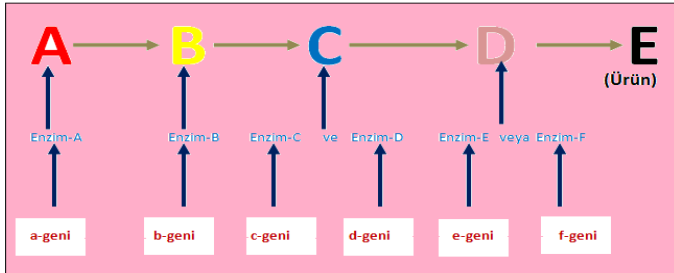 A B C D E
(Ürün)
Enzim-A Enzim-B Enzim-C ve Enzim-D Enzim-E veya Enzim-F
a-geni b-geni c-geni d-geni e-geni f-geni